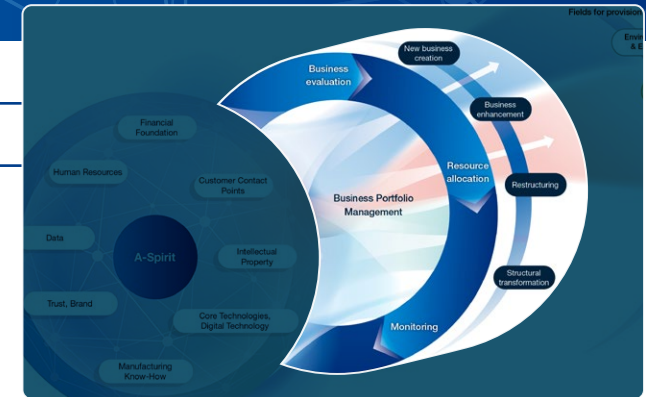 Fields for provision
New business
creation
Business
evaluation
Business
enhancement
Financial
Foundation
Human Resources
Customer Contact
Points
Resource
allocation
Restructuring
Business Portfolio
Management
Data
A-Spirit
Intellectual
Property
Structural
transformation
Trust, Brand
Core Technologies,
Digital Technology
Monitoring
Manufacturing
Know-How